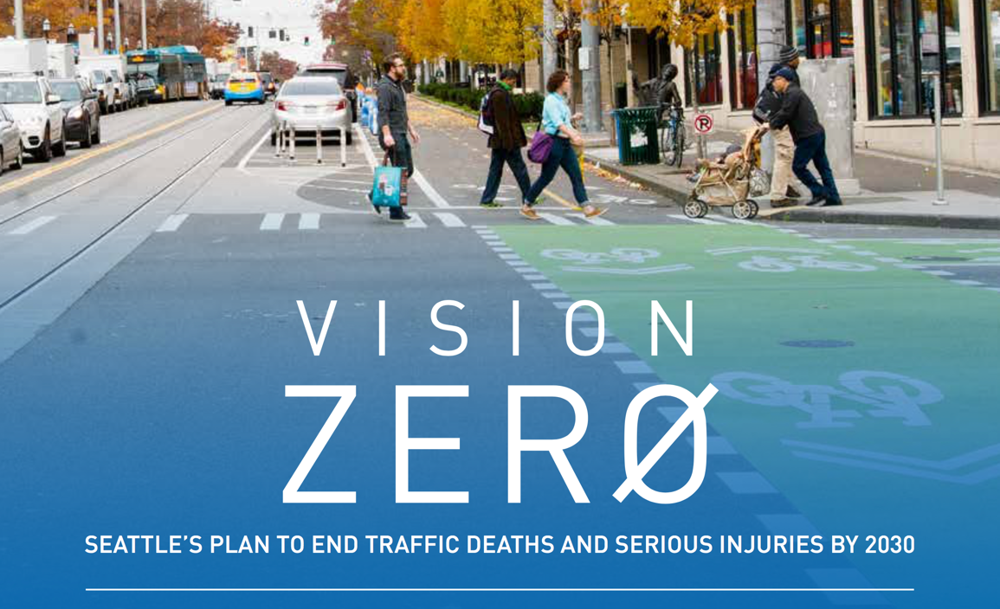 VISION
ZERØ
SEATTLE'S PLAN TO END TRAFFIC DEATHS AND SERIOUS INJURIES BY 2030